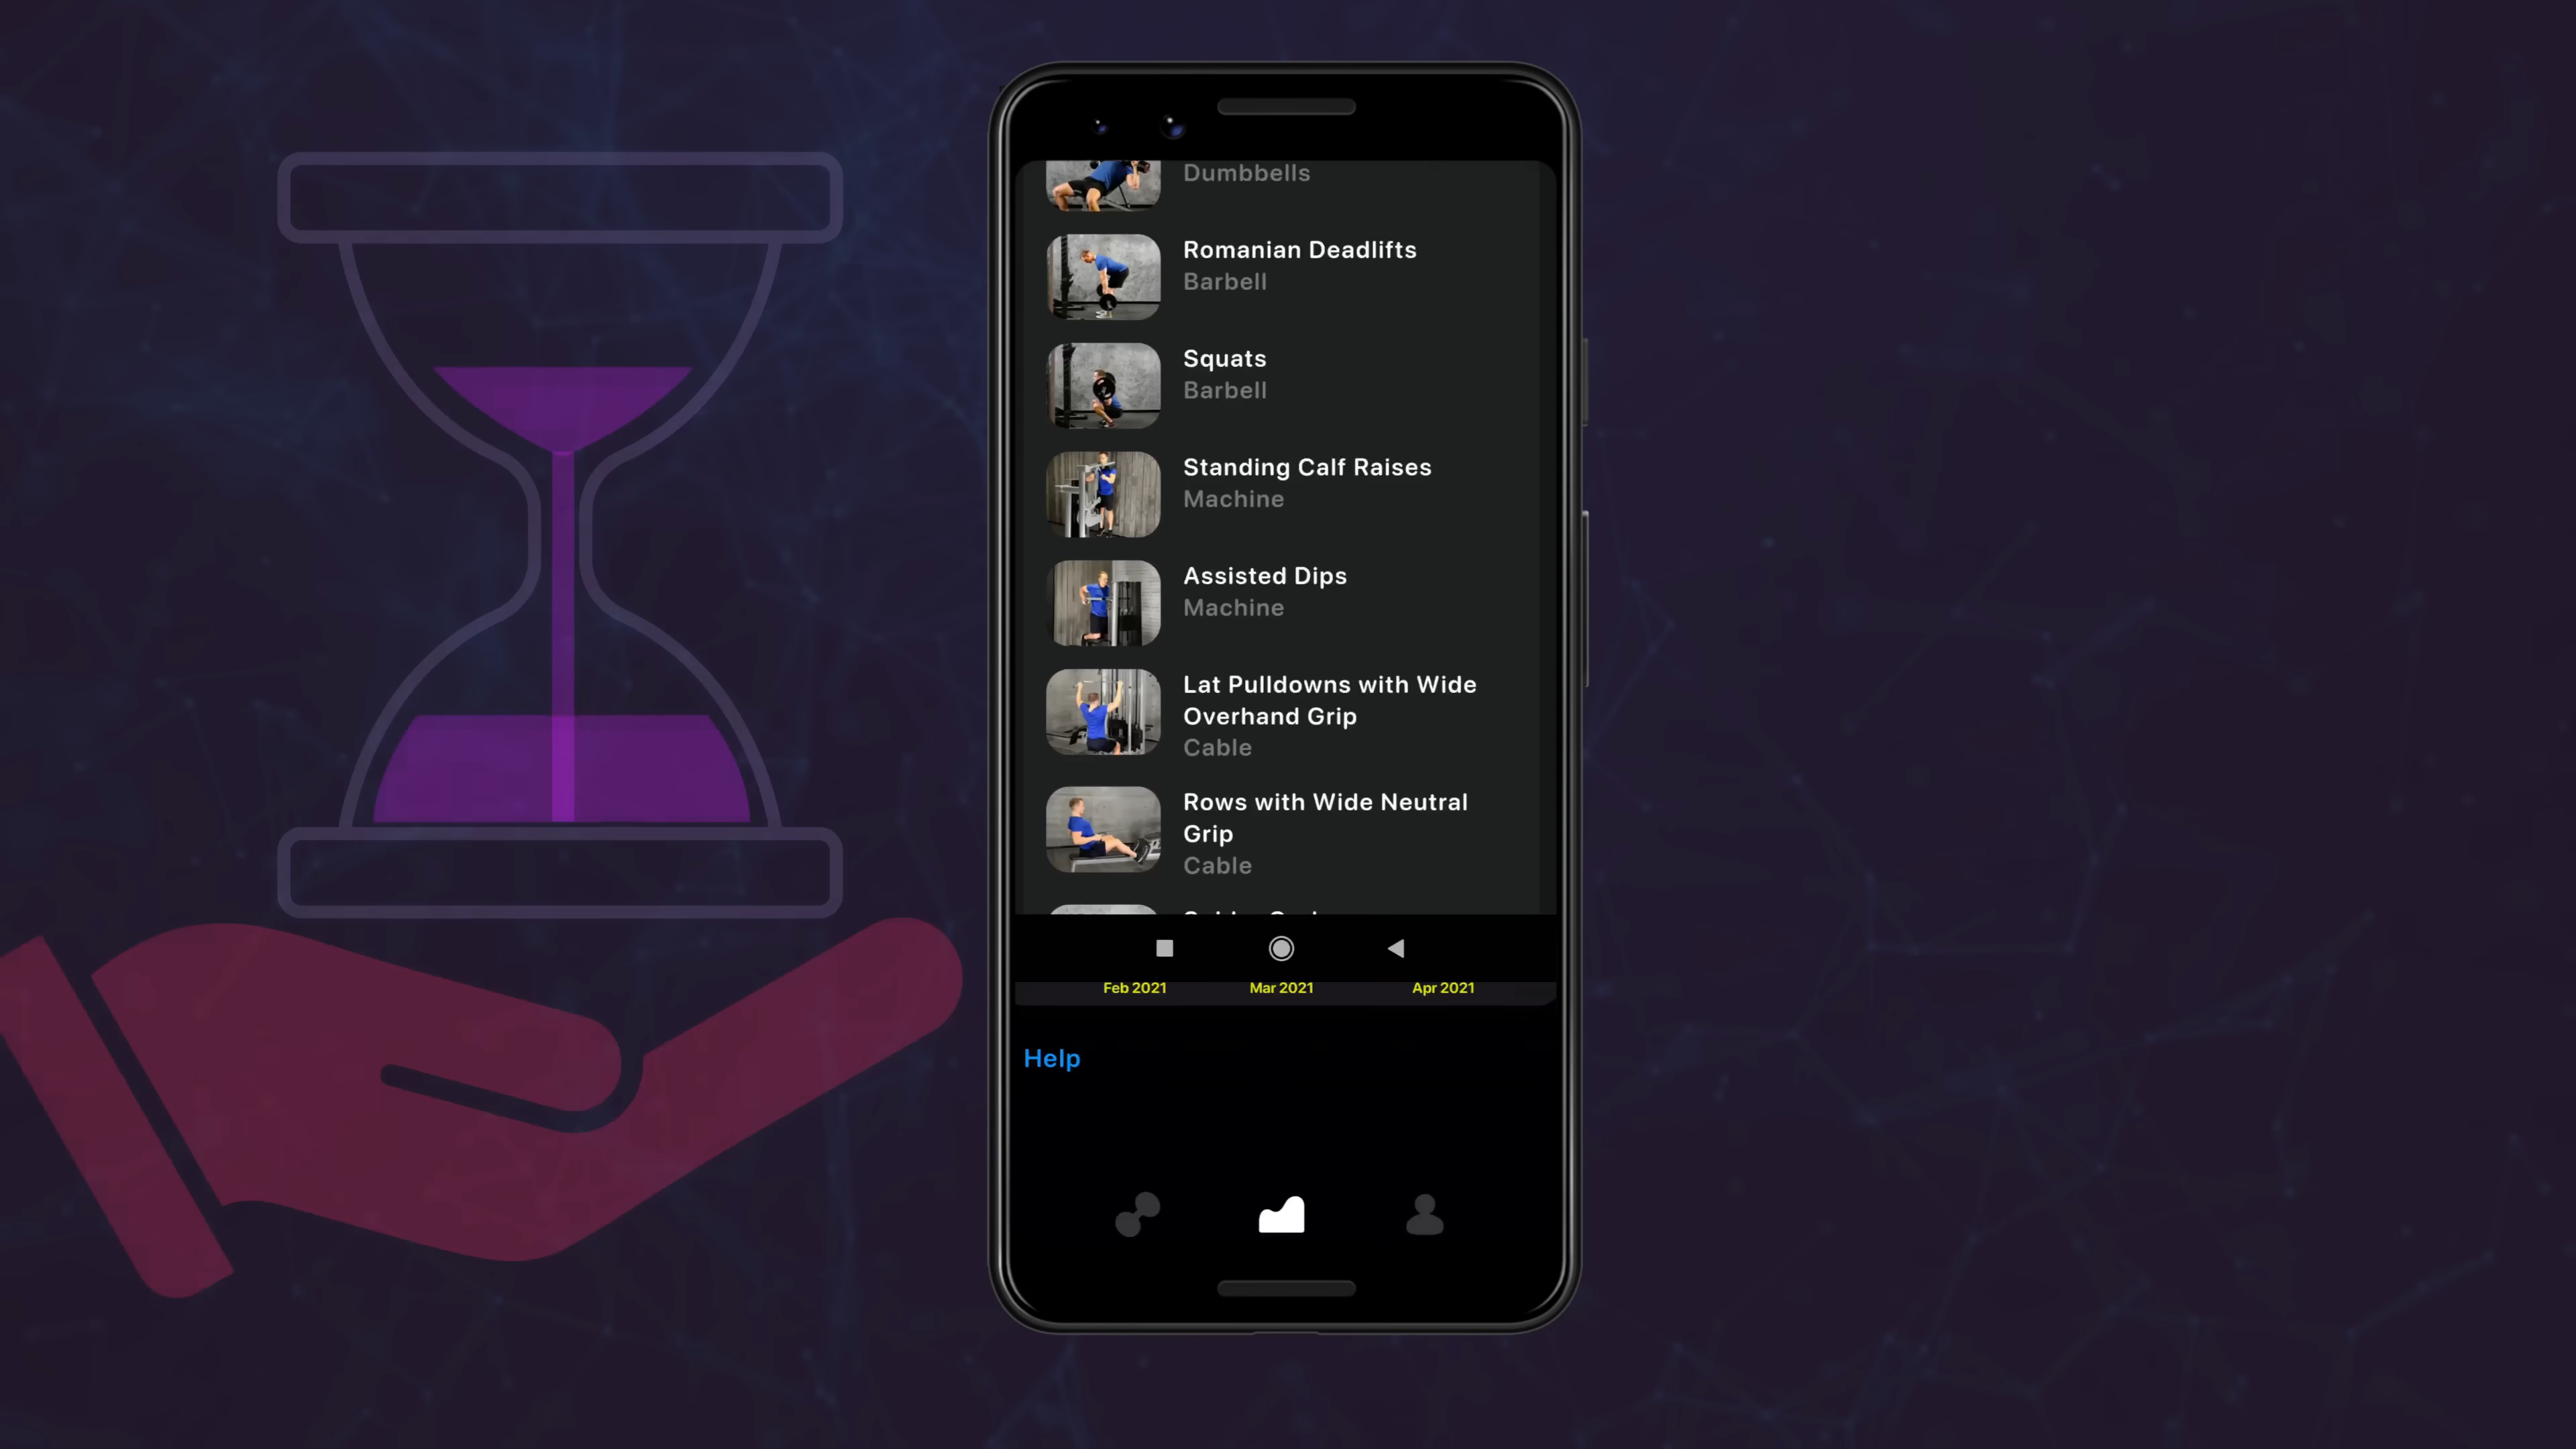 Dumbbells
Romanian Deadlifts
Barbell
Squats
Barbell
Standing Calf Raises
Machine
Assisted Dips
Machine
Lat Pulldowns with Wide
Overhand Grip
Cable
Rows with Wide Neutral
Grip
Cable
Feb 2021 Mar 2021 Apr 2021
Help